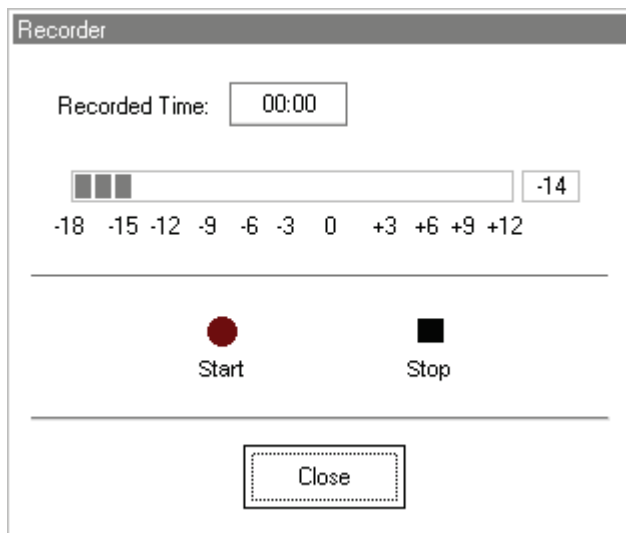 Recorder
Recorded Time: 00:00
-14
-18 -15 -12 -9 -6 -3 0 +3 +6 +9 +12
Start Stop
Close